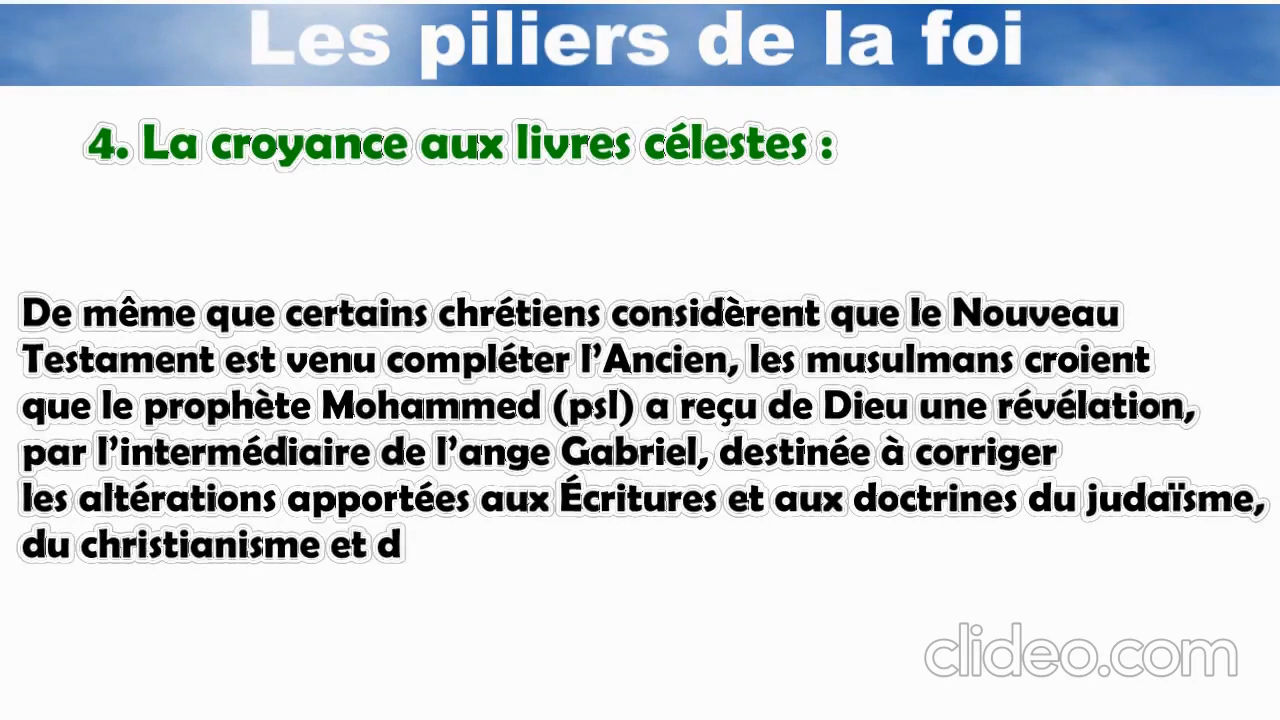 Les piliers de la foi
4. La croyance aux livres célestes :
De même que certains chrétiens considèrent que le Nouveau
Testament est venu compléter l’Ancien, les musulmans croient
que le prophète Mohammed (psl) a reçu de Dieu une révélation,
par l’intermédiaire de l’ange Gabriel, destinée à corriger
les altérations apportées aux Écritures et aux doctrines du judaïsme,
du christianisme et d
clideo.com